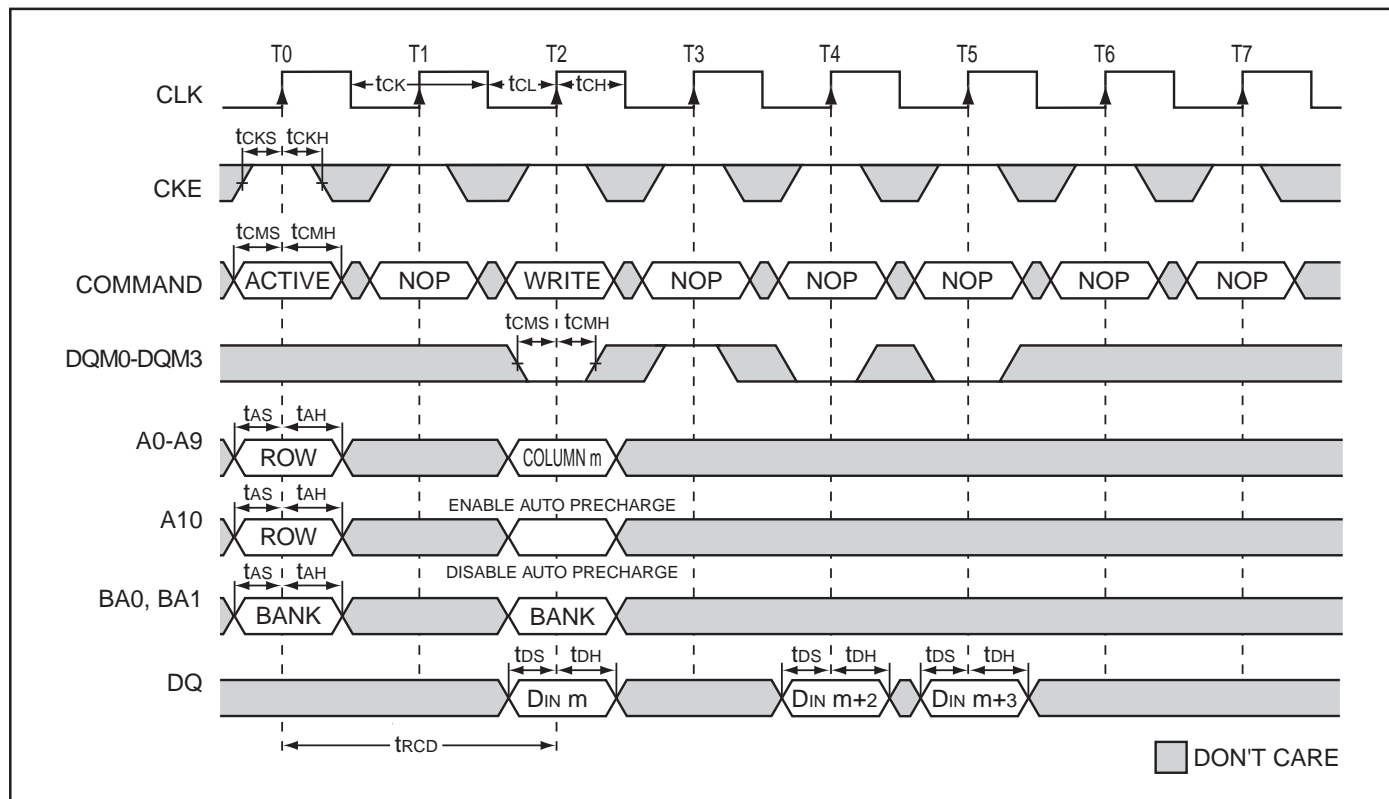 T0 T1 T2 T3 T4 T5 T6 T7
CLK
tCK tCL tCH
tCKS tCKH
CKE
tCMS tCMH
COMMAND ACTIVE NOP WRITE NOP NOP NOP NOP NOP
tCMS tCMH
DQM0-DQM3
tAS tAH
A0-A9 ROW COLUMN m
tAS tAH ENABLE AUTO PRECHARGE
A10 ROW
tAS tAH DISABLE AUTO PRECHARGE
BA0, BA1 BANK BANK
tDS tDH tDS tDH tDS tDH
DQ DIN m DIN m+2 DIN m+3
tRCD
DON'T CARE